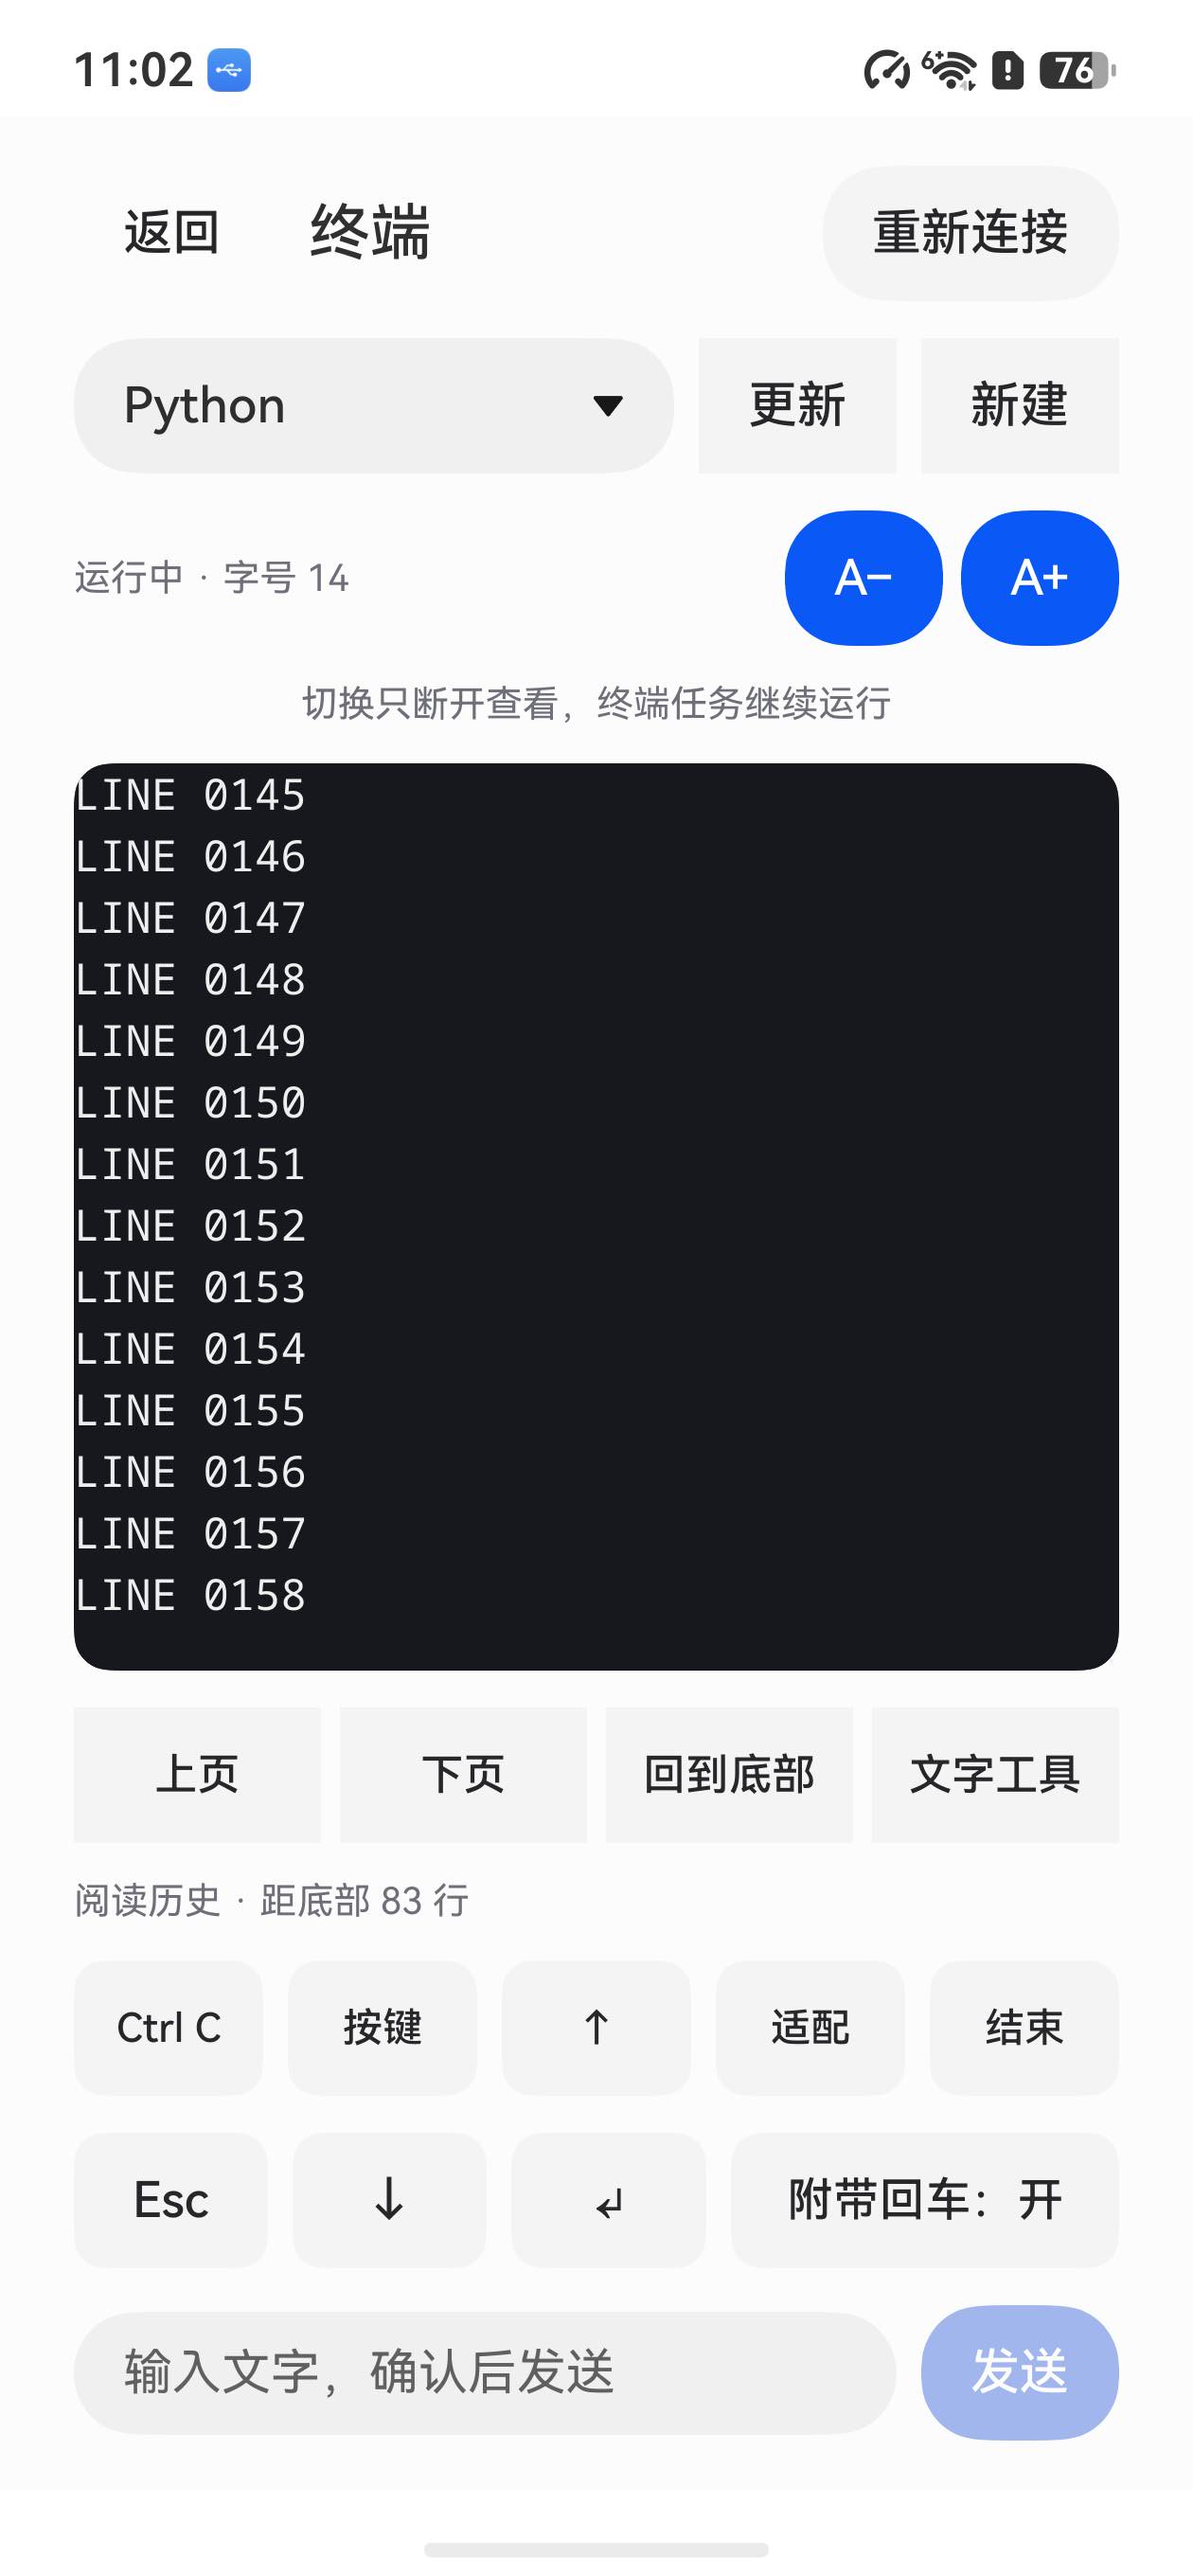 11:02 76
返回 终端 重新连接
Python 更新 新建
运行中 · 字号 14 A− A+
切换只断开查看，终端任务继续运行
LINE 0145
LINE 0146
LINE 0147
LINE 0148
LINE 0149
LINE 0150
LINE 0151
LINE 0152
LINE 0153
LINE 0154
LINE 0155
LINE 0156
LINE 0157
LINE 0158
上页 下页 回到底部 文字工具
阅读历史 · 距底部 83 行
Ctrl C 按键 ↑ 适配 结束
Esc ↓ ↲ 附带回车：开
输入文字，确认后发送 发送